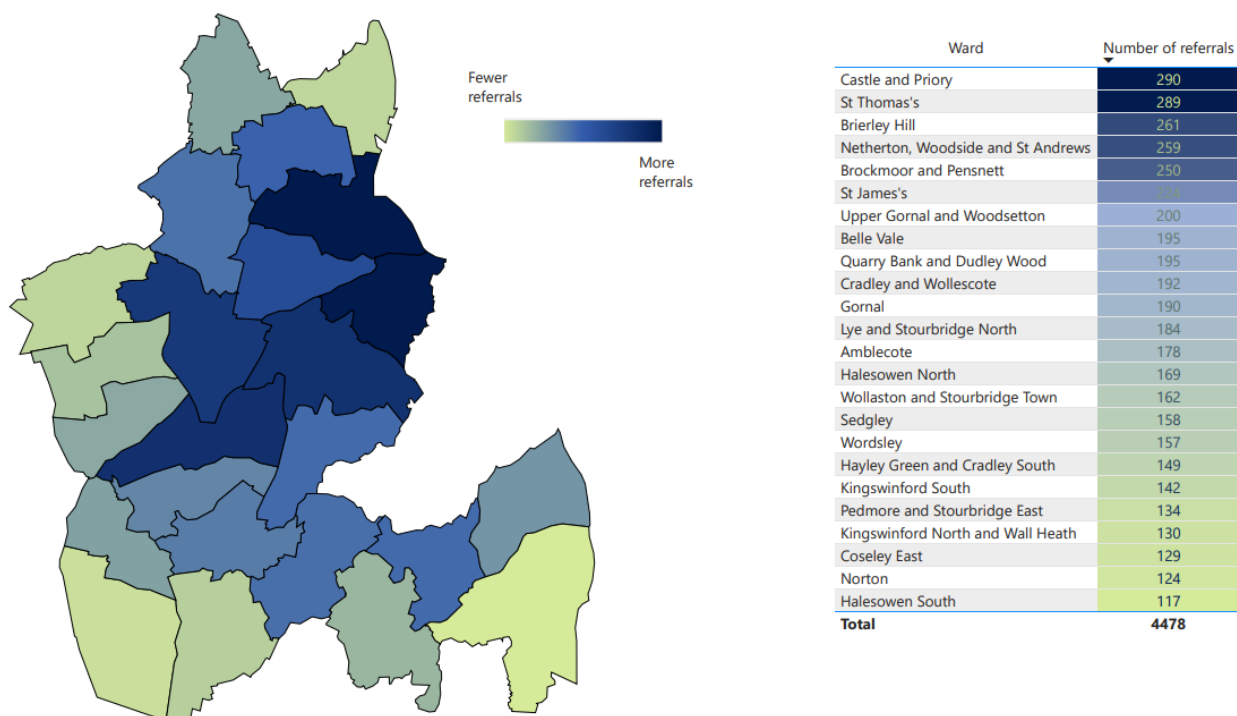 Fewer
referrals
More
referrals
Ward Number of referrals
Castle and Priory 290
St Thomas's 289
Brierley Hill 261
Netherton, Woodside and St Andrews 259
Brockmoor and Pensnett 250
St James's
Upper Gornal and Woodsetton 200
Belle Vale 195
Quarry Bank and Dudley Wood 195
Cradley and Wollescote 192
Gornal 190
Lye and Stourbridge North 184
Amblecote 178
Halesowen North 169
Wollaston and Stourbridge Town 162
Sedgley 158
Wordsley 157
Hayley Green and Cradley South 149
Kingswinford South 142
Pedmore and Stourbridge East 134
Kingswinford North and Wall Heath 130
Coseley East 129
Norton 124
Halesowen South 117
Total 4478